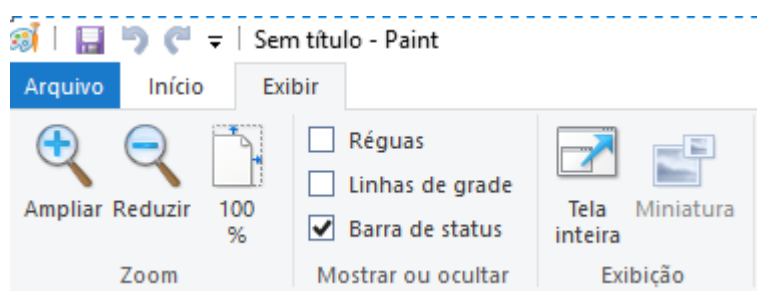 Sem título - Paint
Arquivo Início Exibir
Réguas
Linhas de grade
Barra de status
Ampliar Reduzir 100
%
Tela
inteira
Miniatura
Zoom Mostrar ou ocultar Exibição